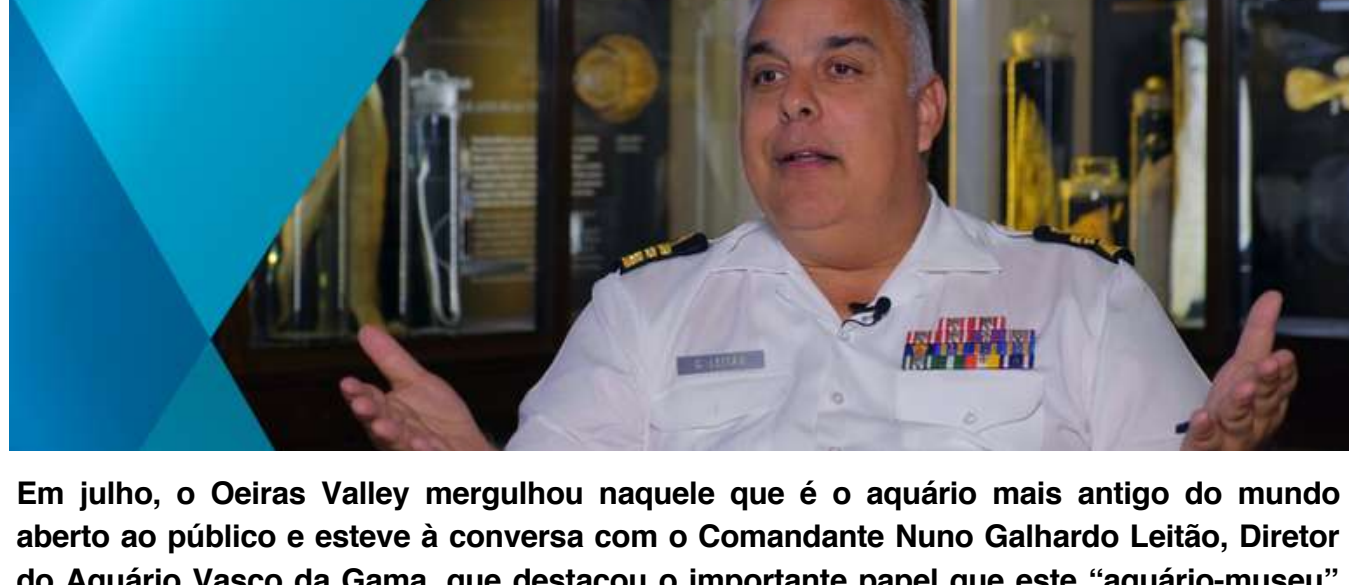 G. LEITÃO
Em julho, o Oeiras Valley mergulhou naquele que é o aquário mais antigo do mundo
aberto ao público e esteve à conversa com o Comandante Nuno Galhardo Leitão, Diretor
do Aquário Vasco da Gama, que destacou o importante papel que este “aquário-museu”